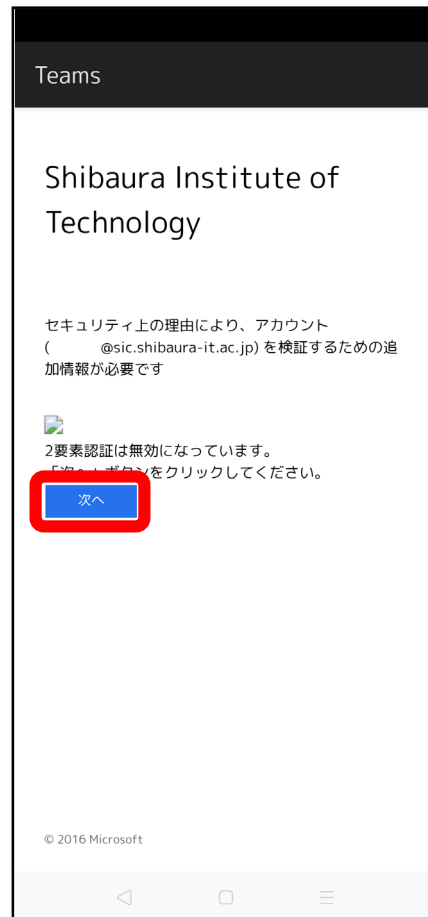 Teams
Shibaura Institute of
Technology
セキュリティ上の理由により、アカウント
( @sic.shibaura-it.ac.jp) を検証するための追
加情報が必要です
2要素認証は無効になっています。
「次へ」ボタンをクリックしてください。
次へ
© 2016 Microsoft